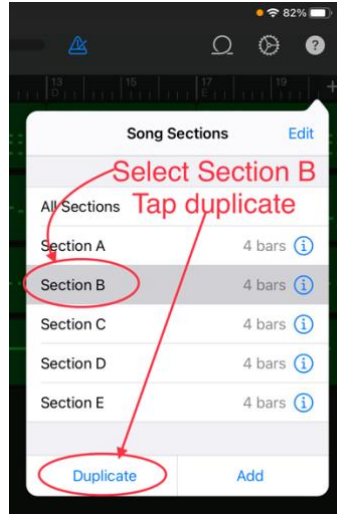 82%
?
13 15 17 19
D E
+
Song Sections Edit
Select Section B
All Sections Tap duplicate
Section A 4 bars i
Section B 4 bars i
Section C 4 bars i
Section D 4 bars i
Section E 4 bars i
Duplicate Add